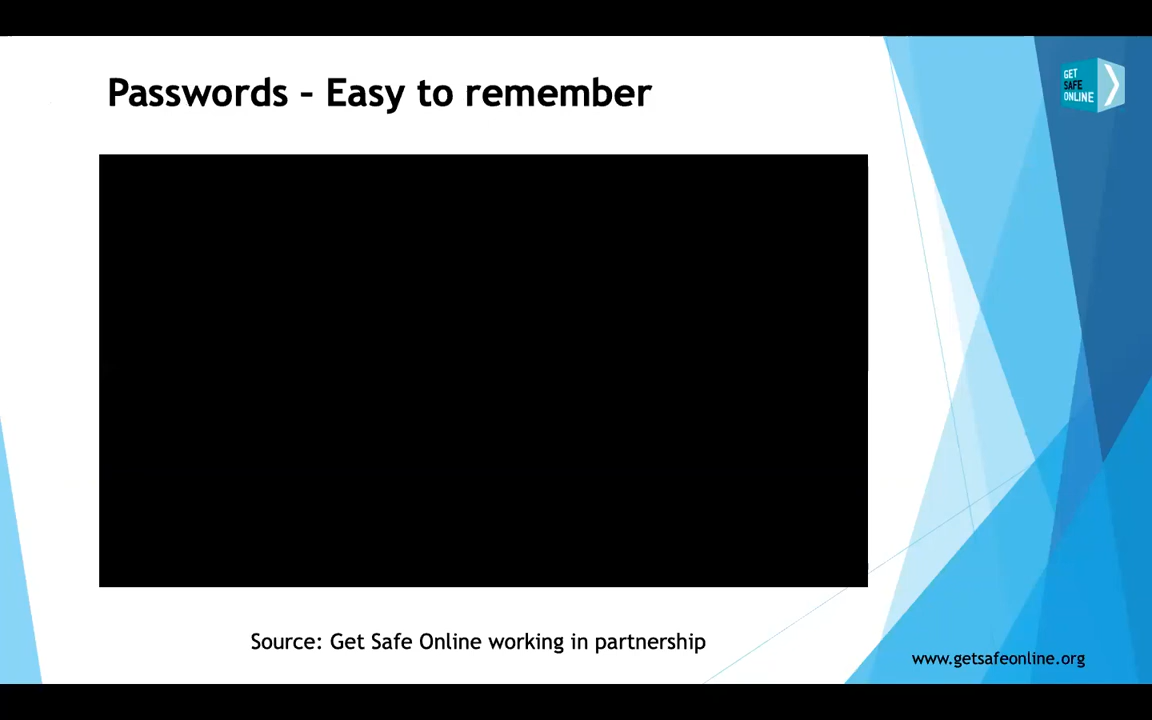 Passwords – Easy to remember
GET
SAFE
ONLINE
Source: Get Safe Online working in partnership
www.getsafeonline.org